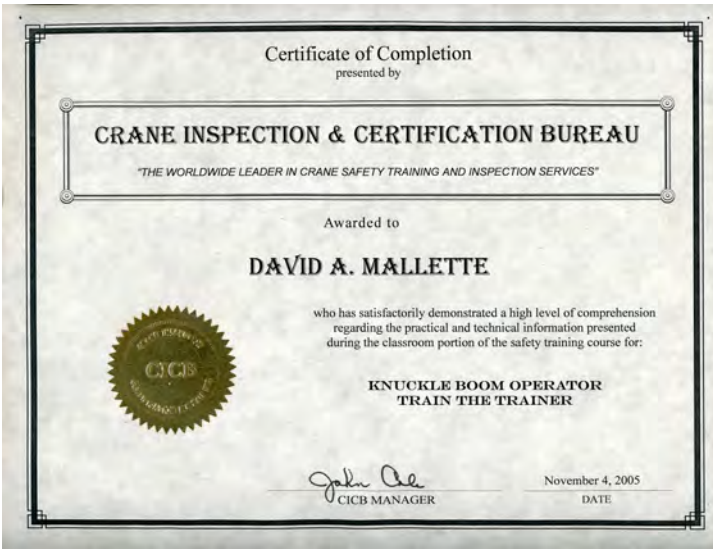 Certificate of Completion
presented by
CRANE INSPECTION & CERTIFICATION BUREAU
"THE WORLDWIDE LEADER IN CRANE SAFETY TRAINING AND INSPECTION SERVICES"
Awarded to
DAVID A. MALLETTE
who has satisfactorily demonstrated a high level of comprehension
regarding the practical and technical information presented
during the classroom portion of the safety training course for:
CICB
KNUCKLE BOOM OPERATOR
TRAIN THE TRAINER
John
November 4, 2005
CICB MANAGER
DATE